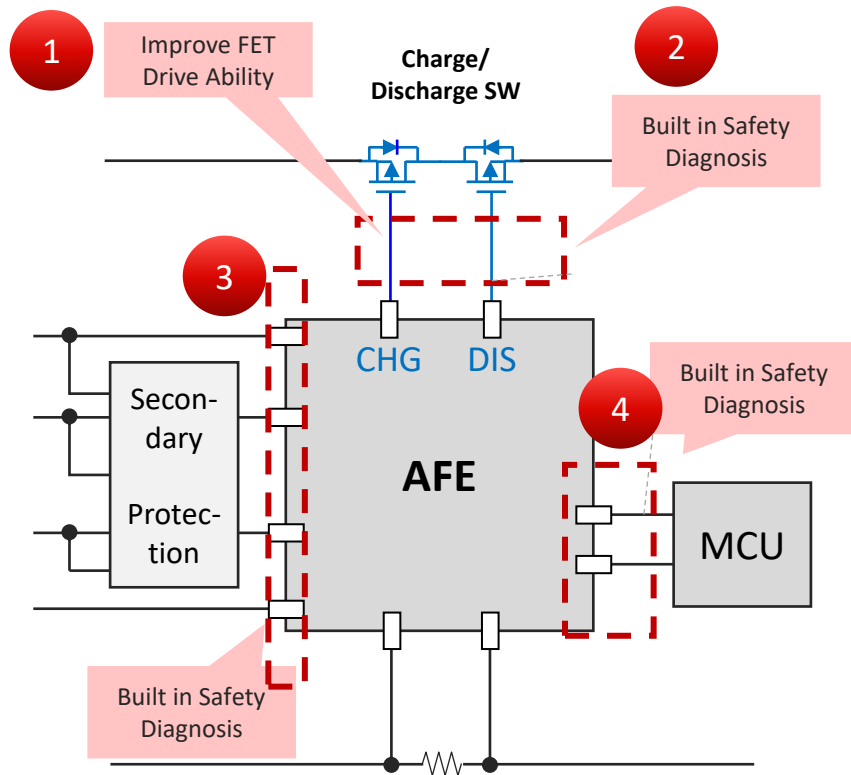 1
Improve FET
Drive Ability
Charge/
Discharge SW
2
Built in Safety
Diagnosis
3
CHG
DIS
Secon-
dary
Protec-
tion
AFE
4
Built in Safety
Diagnosis
MCU
Built in Safety
Diagnosis